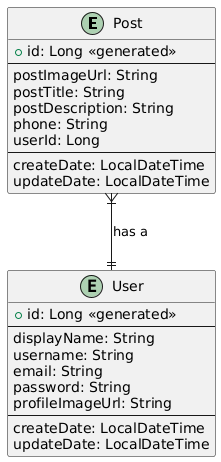 E Post
id: Long «generated»
postImageUrl: String
postTitle: String
postDescription: String
phone: String
userId: Long
createDate: LocalDateTime
updateDate: LocalDateTime
has a
E User
id: Long «generated»
displayName: String
username: String
email: String
password: String
profileImageUrl: String
createDate: LocalDateTime
updateDate: LocalDateTime